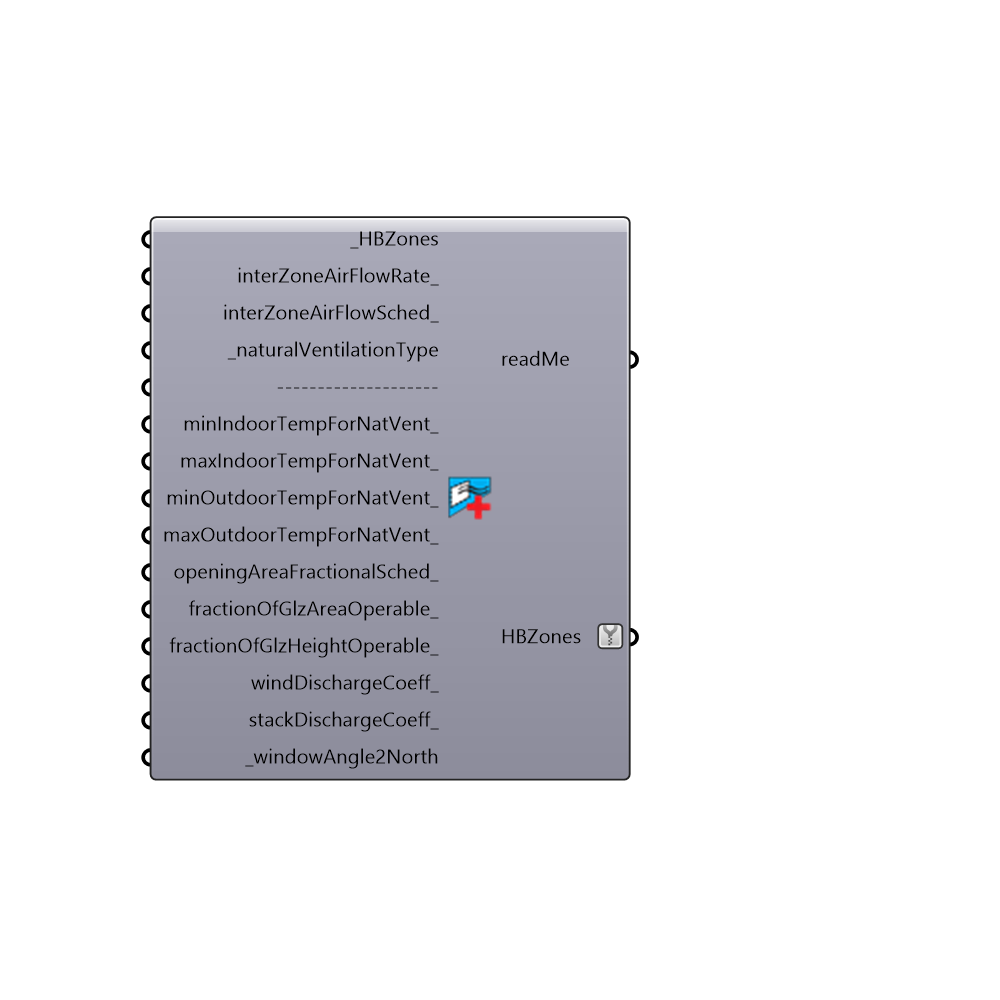 _HBZones
interZoneAirFlowRate_
interZoneAirFlowSched_
_naturalVentilationType
--------------------
minIndoorTempForNatVent_
maxIndoorTempForNatVent_
minOutdoorTempForNatVent_
maxOutdoorTempForNatVent_
openingAreaFractionalSched_
fractionOfGlzAreaOperable_
fractionOfGlzHeightOperable_
windDischargeCoeff_
stackDischargeCoeff_
_windowAngle2North
readMe
HBZones